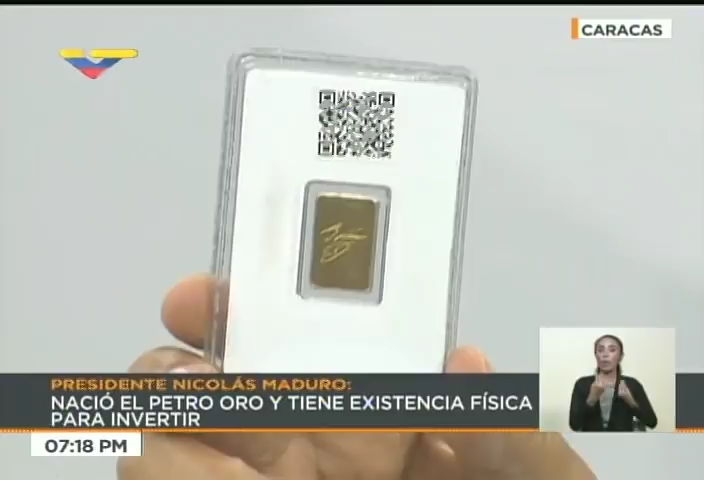 CARACAS
PRESIDENTE NICOLÁS MADURO:
NACIÓ EL PETRO ORO Y TIENE EXISTENCIA FÍSICA
PARA INVERTIR
07:18 PM